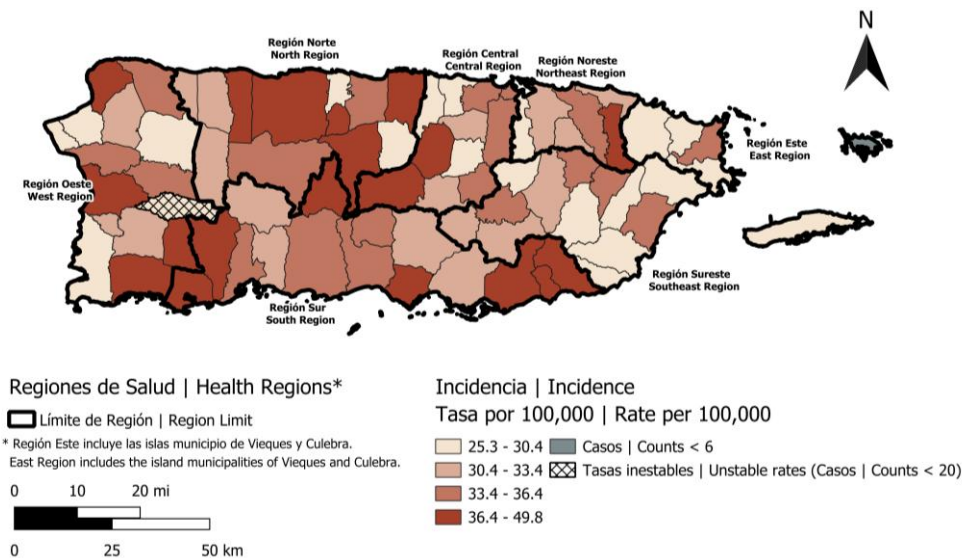 N
Región Norte
North Region
Región Central
Central Region
Región Noreste
Northeast Region
Región Este
East Region
Región Oeste
West Region
Región Sureste
Southeast Region
Región Sur
South Region
Regiones de Salud | Health Regions*
Límite de Región | Region Limit
* Región Este incluye las islas municipio de Vieques y Culebra.
East Region includes the island municipalities of Vieques and Culebra.
0 10 20 mi
0 25 50 km
Incidencia | Incidence
Tasa por 100,000 | Rate per 100,000
25.3 - 30.4 Casos | Counts < 6
30.4 - 33.4 Tasas inestables | Unstable rates (Casos | Counts < 20)
33.4 - 36.4
36.4 - 49.8